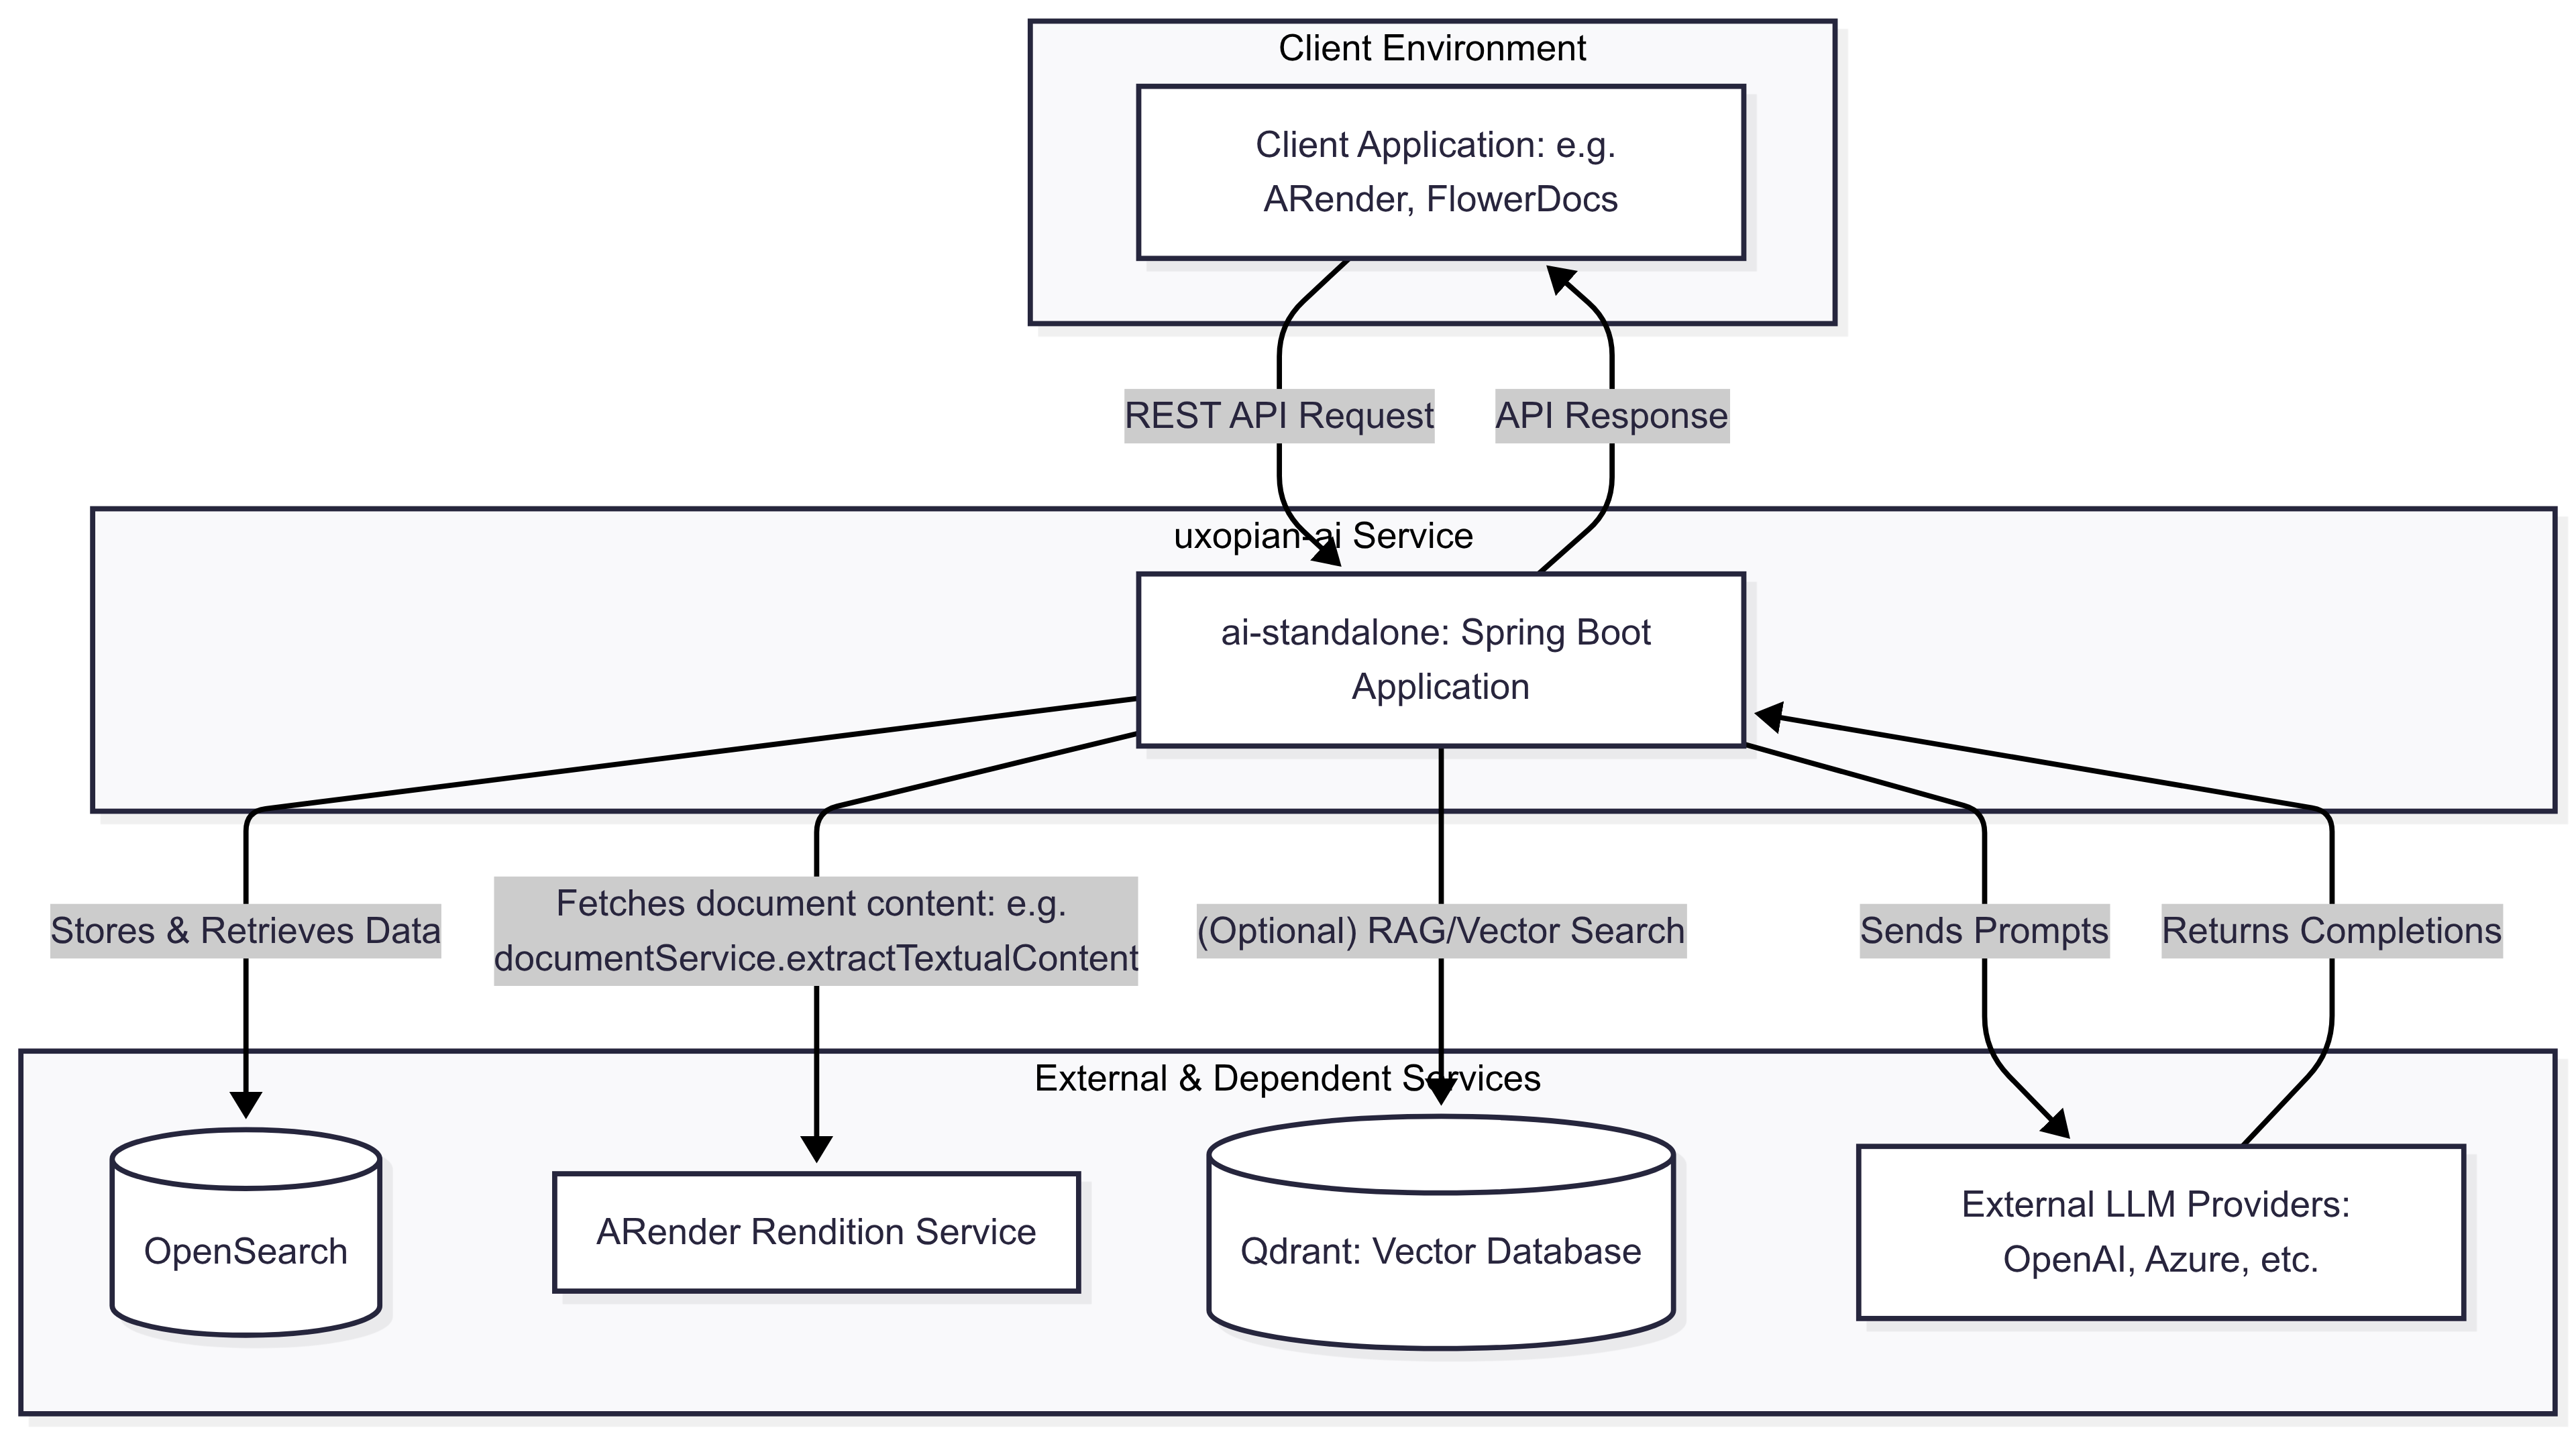 Client Environment
Client Application: e.g.
ARender, FlowerDocs
REST API Request
API Response
uxopian-ai Service
ai-standalone: Spring Boot
Application
Stores & Retrieves Data
Fetches document content: e.g.
documentService.extractTextualContent
(Optional) RAG/Vector Search
Sends Prompts
Returns Completions
External & Dependent Services
OpenSearch
ARender Rendition Service
Qdrant: Vector Database
External LLM Providers:
OpenAI, Azure, etc.